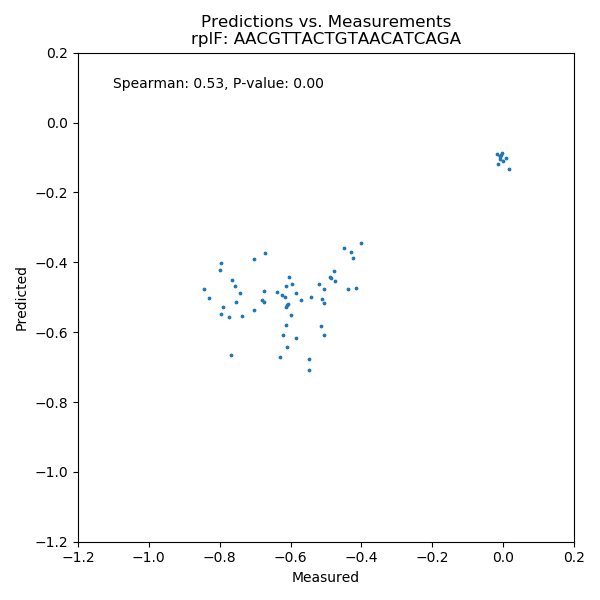 Predictions vs. Measurements
rplF: AACGTTACTGTAACATCAGA
Spearman: 0.53, P-value: 0.00
0.2
0.0
−0.2
−0.4
−0.6
−0.8
−1.0
−1.2
Predicted
−1.2 −1.0 −0.8 −0.6 −0.4 −0.2 0.0 0.2
Measured